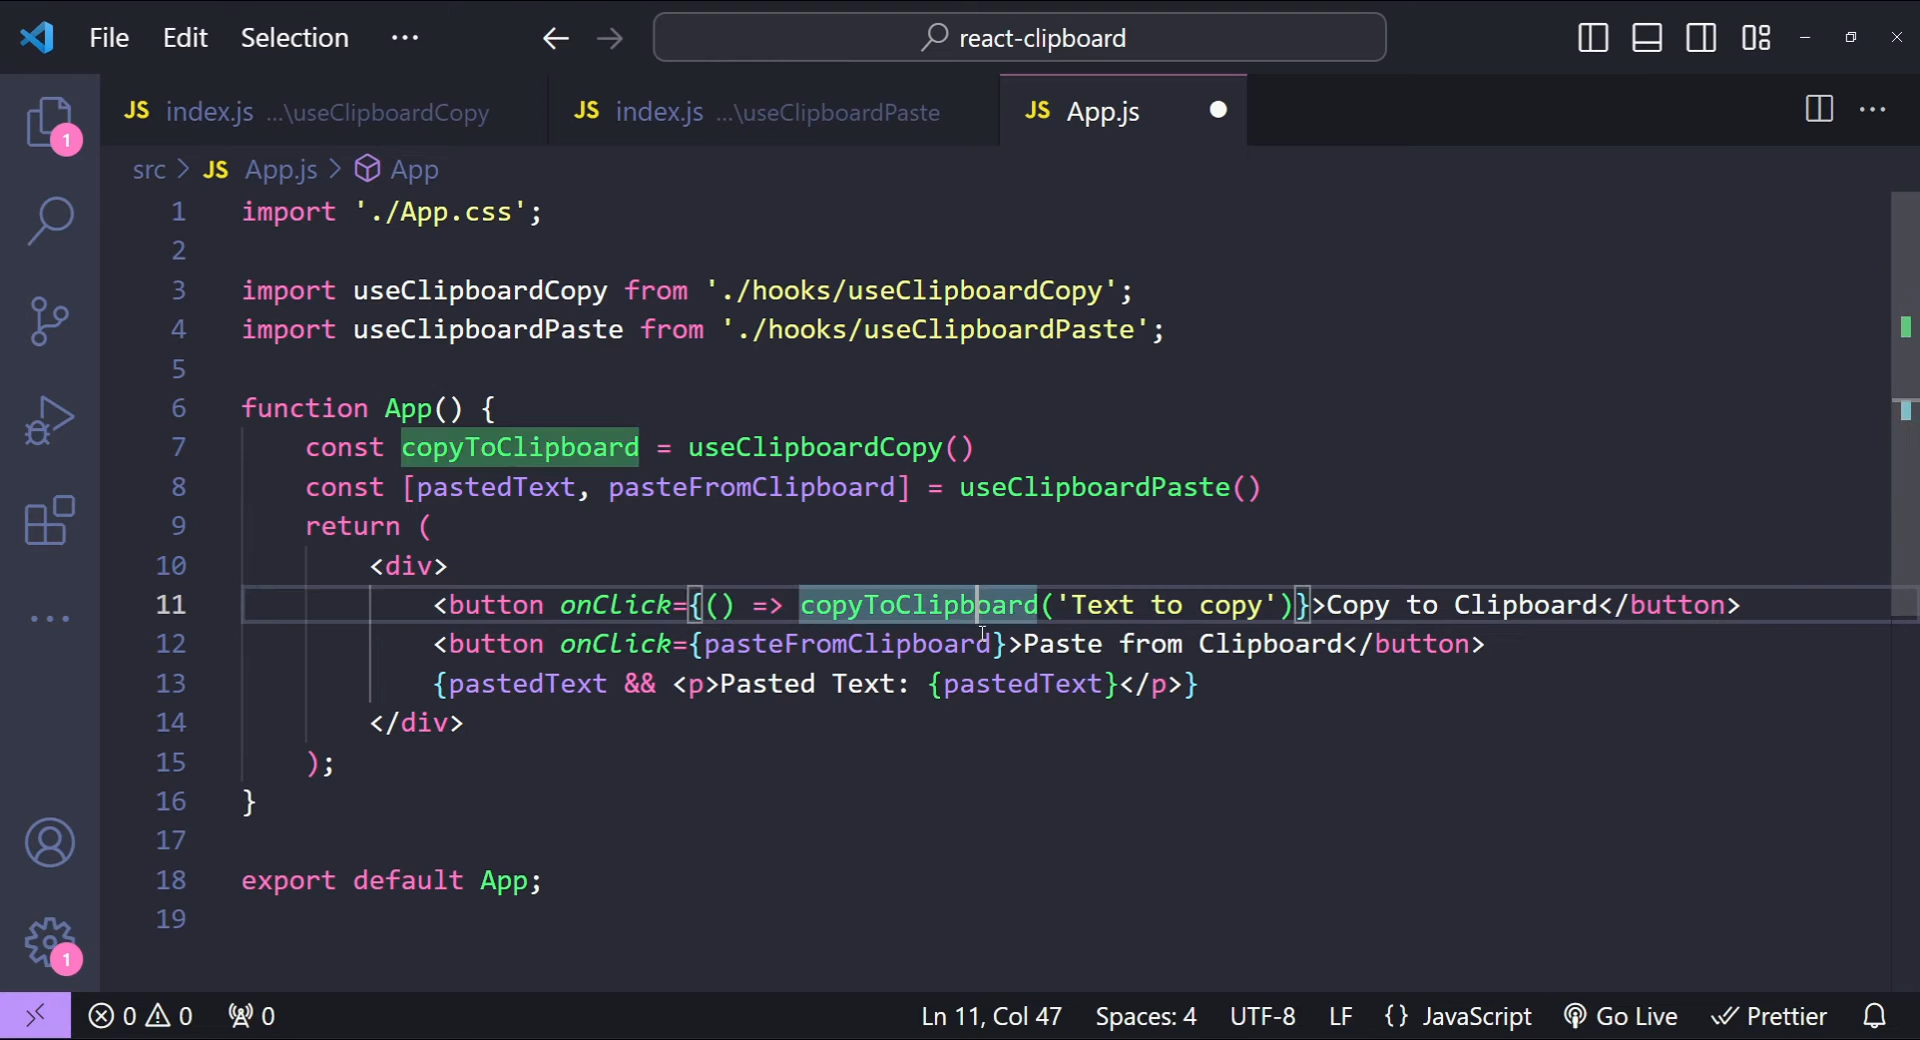 File Edit Selection ··· react-clipboard
JS index.js ...\useClipboardCopy JS index.js ...\useClipboardPaste JS App.js
src > JS App.js > App
1 import './App.css';
2
3 import useClipboardCopy from './hooks/useClipboardCopy';
4 import useClipboardPaste from './hooks/useClipboardPaste';
5
6 function App() {
7 const copyToClipboard = useClipboardCopy()
8 const [pastedText, pasteFromClipboard] = useClipboardPaste()
9 return (
10 <div>
11 <button onClick={() => copyToClipboard('Text to copy')}>Copy to Clipboard</button>
12 <button onClick={pasteFromClipboard}>Paste from Clipboard</button>
13 {pastedText && <p>Pasted Text: {pastedText}</p>}
14 </div>
15 );
16 }
17
18 export default App;
19
1
1
0 0 0 Ln 11, Col 47 Spaces: 4 UTF-8 LF {} JavaScript Go Live Prettier